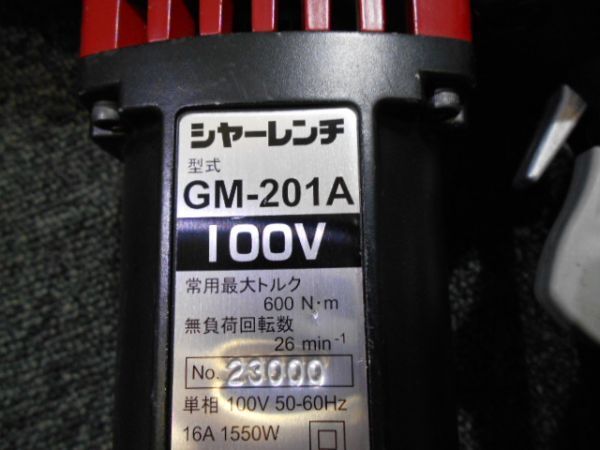 シャーレンチ
型式
GM-201A
100V
常用最大トルク
600 N・m
無負荷回転数
26 min⁻¹
No. 23000
単相 100V 50-60Hz
16A 1550W